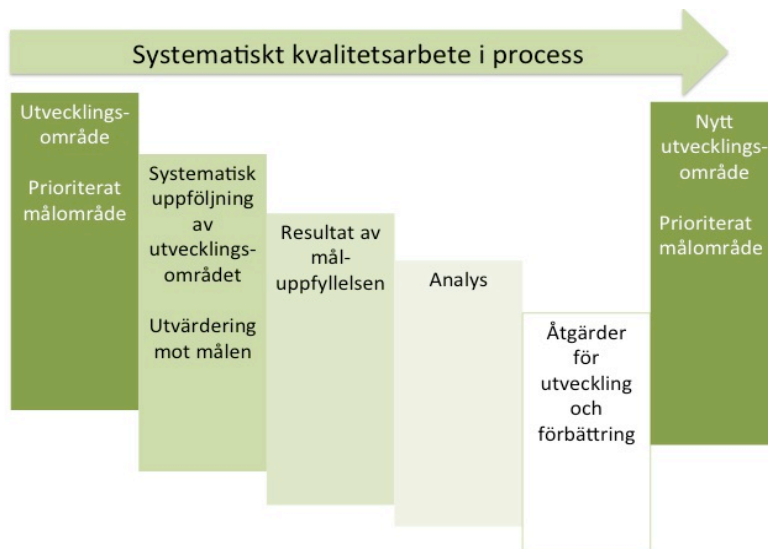 Systematiskt kvalitetsarbete i process
Utvecklings-
område
Prioriterat
målområde
Systematisk
uppföljning
av
utvecklings-
området
Utvärdering
mot målen
Resultat av
mål-
uppfyllelsen
Analys
Åtgärder
för
utveckling
och
förbättring
Nytt
utvecklings-
område
Prioriterat
målområde